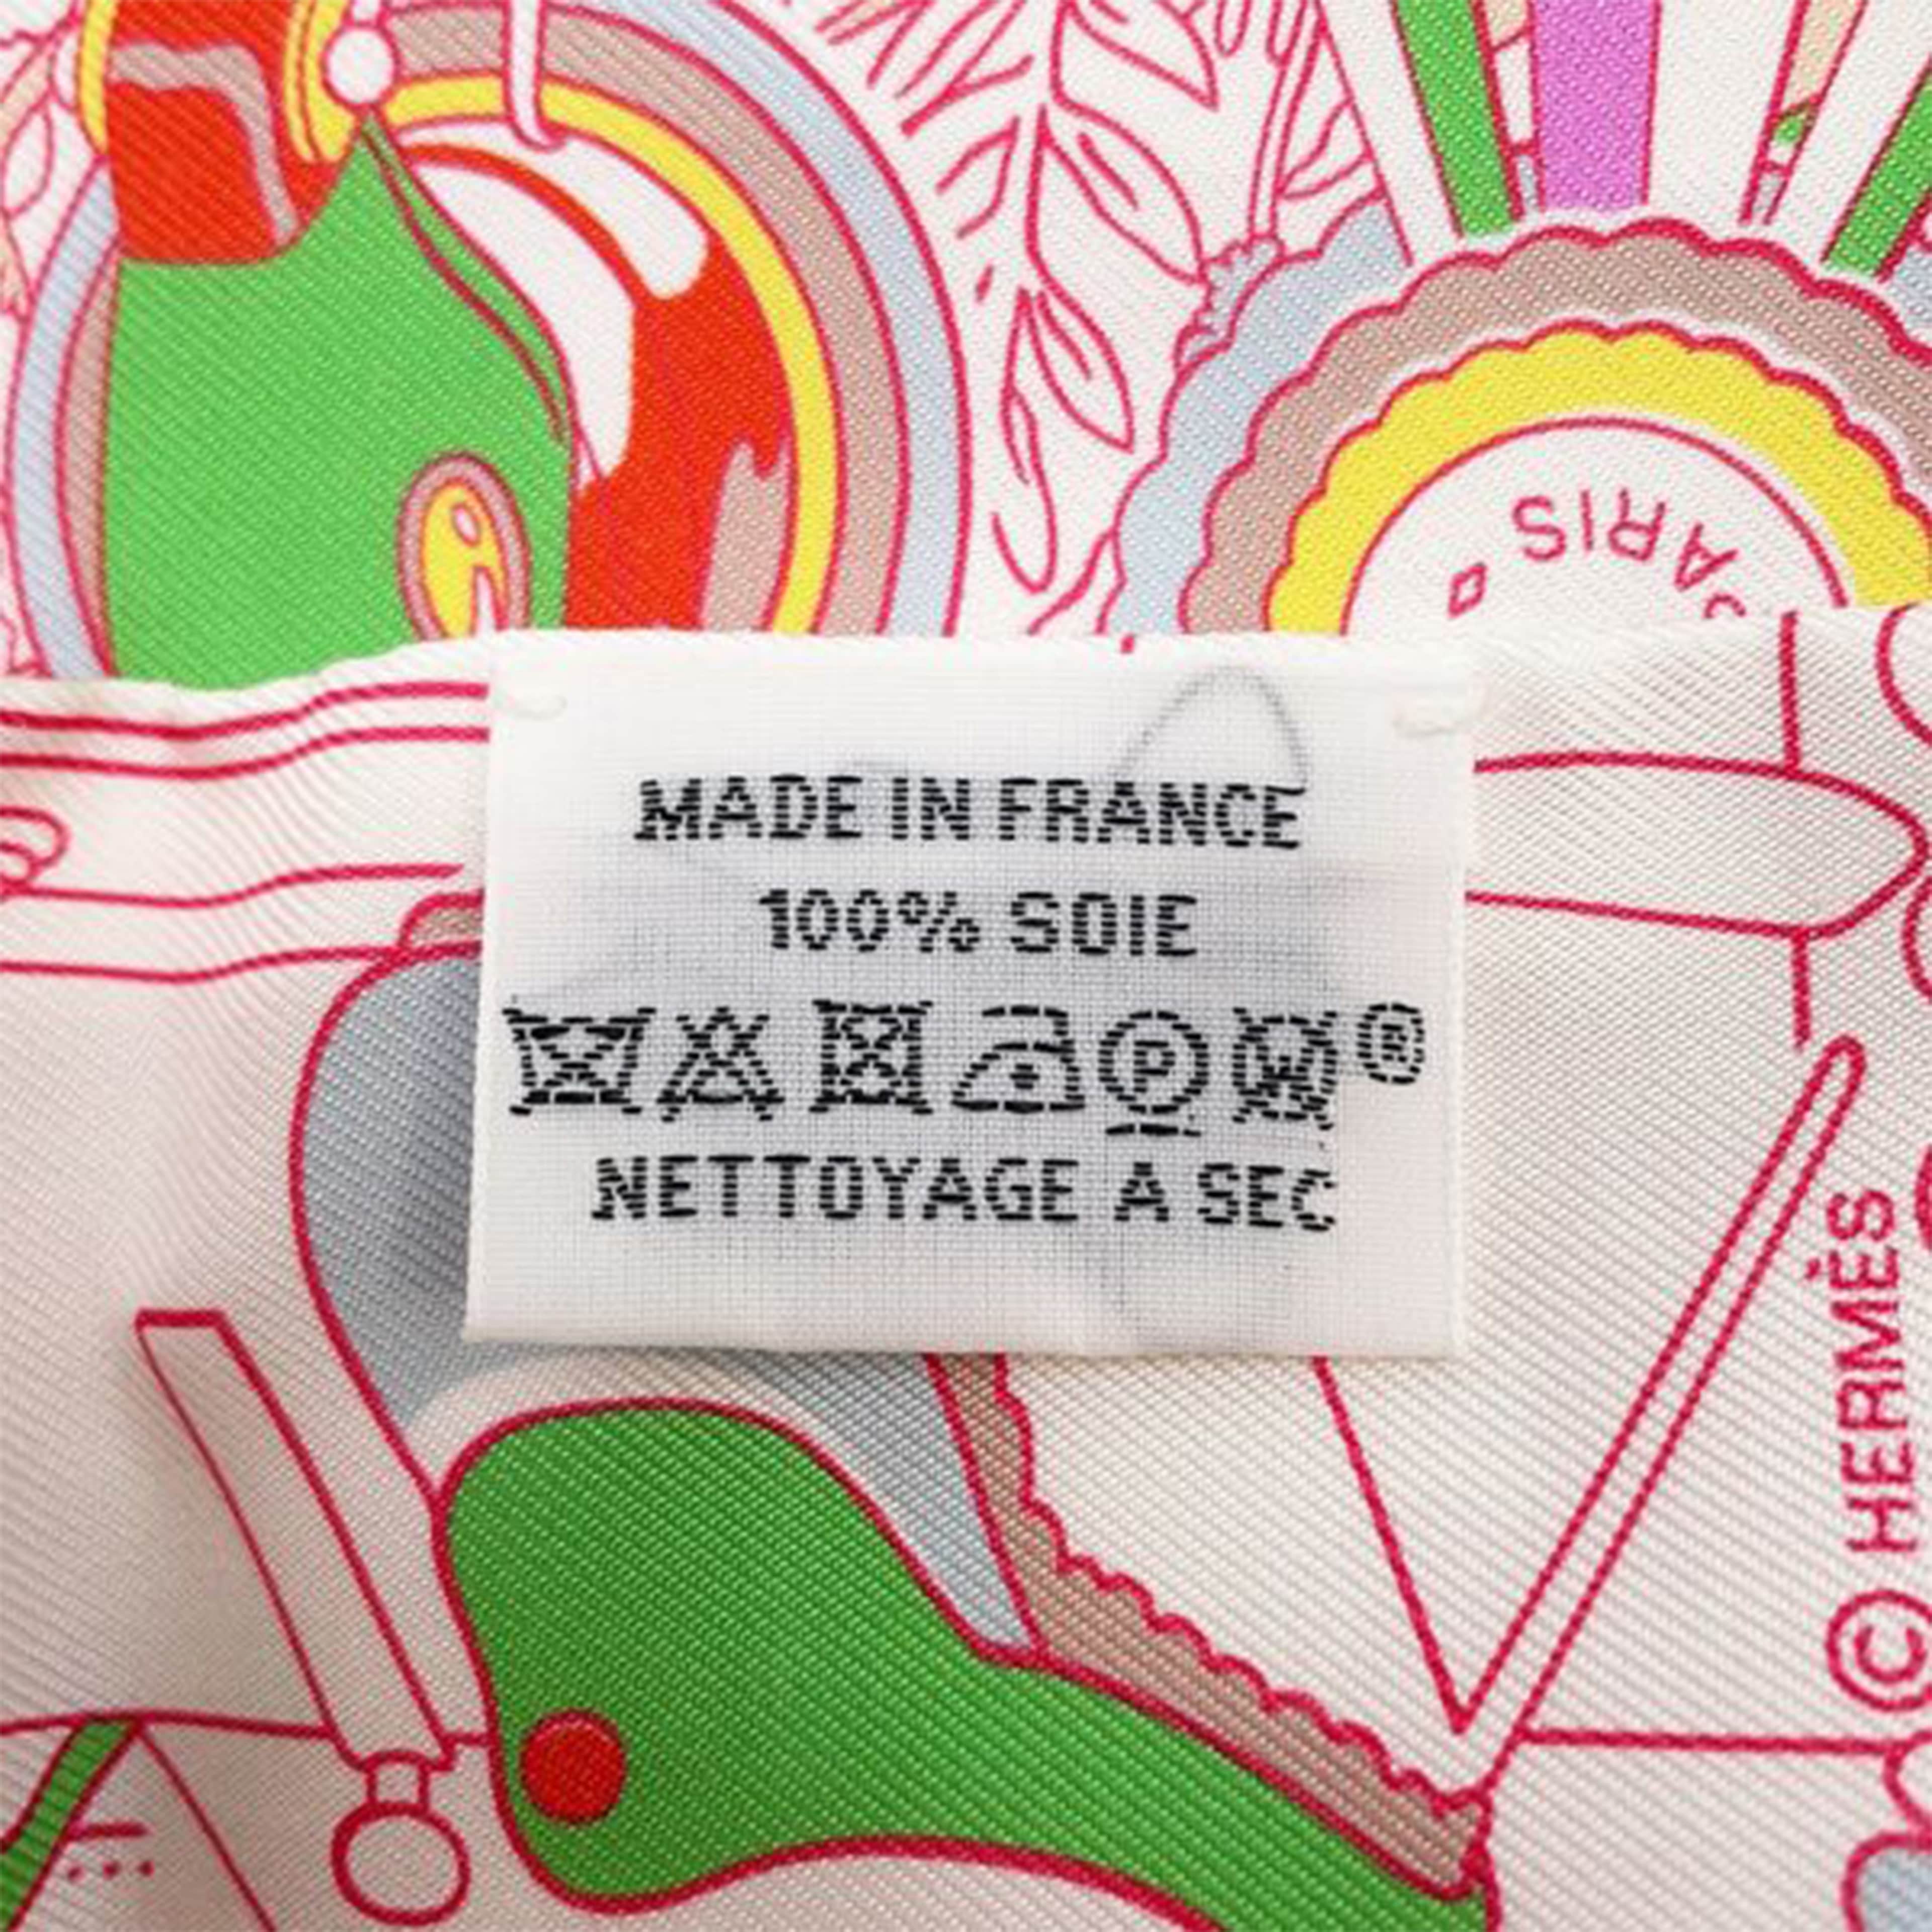 PARIS
MADE IN FRANCE
100% SOIE
P W ®
NETTOYAGE A SEC
© HERMÈS